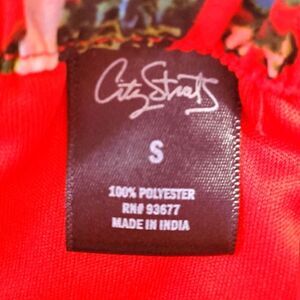 City Streets
S
100% POLYESTER
RN# 93677
MADE IN INDIA